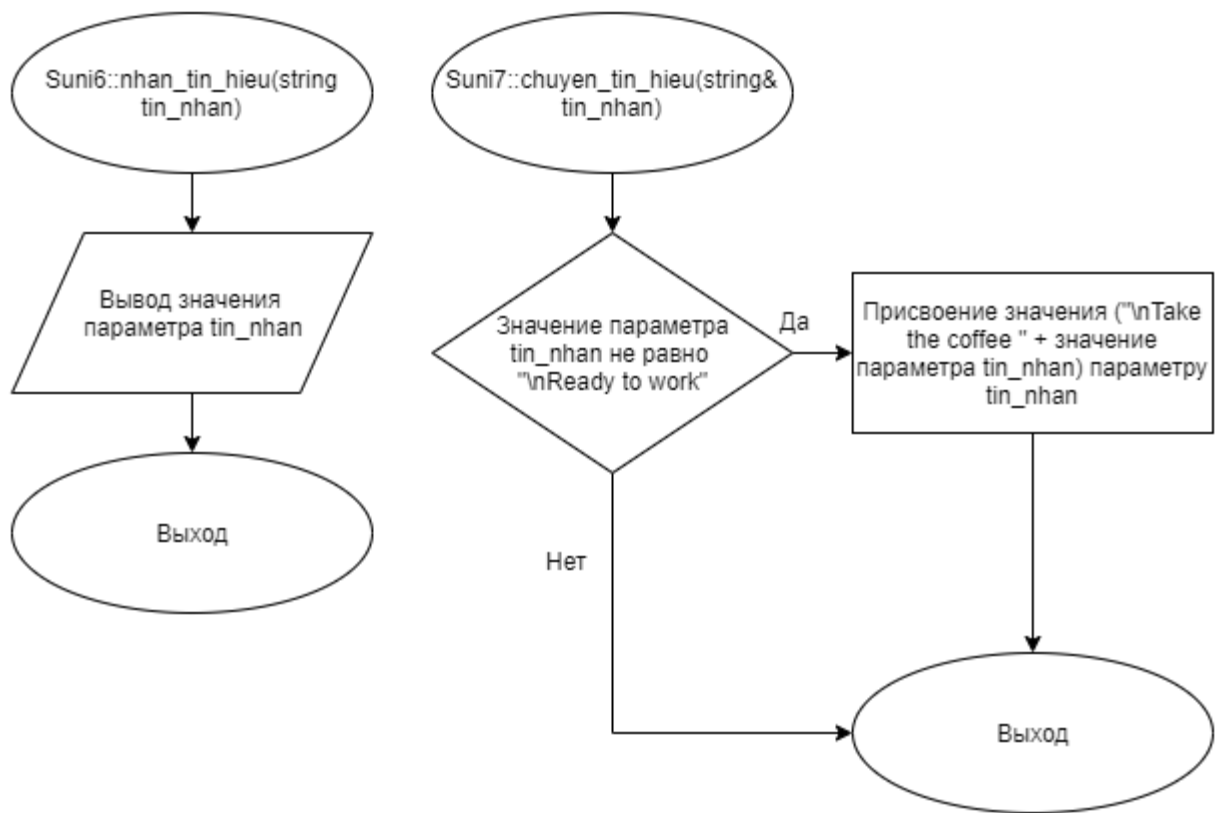 Suni6::nhan_tin_hieu(string
tin_nhan)
Вывод значения
параметра tin_nhan
Выход
Suni7::chuyen_tin_hieu(string&
tin_nhan)
Значение параметра
tin_nhan не равно
"\nReady to work"
Да
Присвоение значения ("\nTake
the coffee " + значение
параметра tin_nhan) параметру
tin_nhan
Нет
Выход